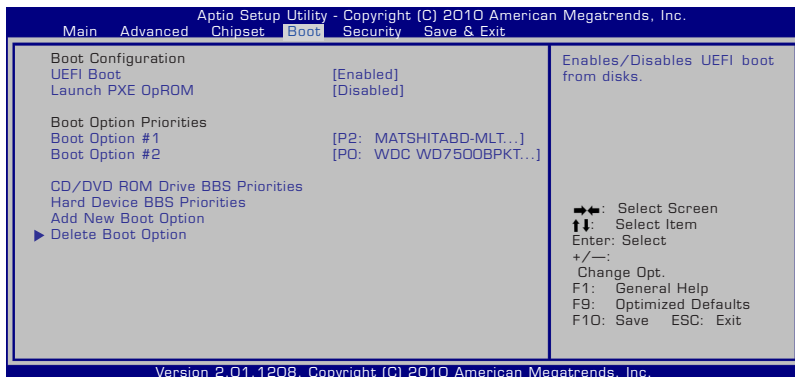 Aptio Setup Utility - Copyright (C) 2010 American Megatrends, Inc.
Main Advanced Chipset Boot Security Save & Exit
Boot Configuration
UEFI Boot [Enabled]
Launch PXE OpROM [Disabled]
Boot Option Priorities
Boot Option #1 [P2: MATSHITABD-MLT...]
Boot Option #2 [P0: WDC WD7500BPKT...]
CD/DVD ROM Drive BBS Priorities
Hard Device BBS Priorities
Add New Boot Option
Delete Boot Option
Enables/Disables UEFI boot
from disks.
→←: Select Screen
↑↓: Select Item
Enter: Select
+/—:
Change Opt.
F1: General Help
F9: Optimized Defaults
F10: Save ESC: Exit
Version 2.01.1208. Copyright (C) 2010 American Megatrends, Inc.